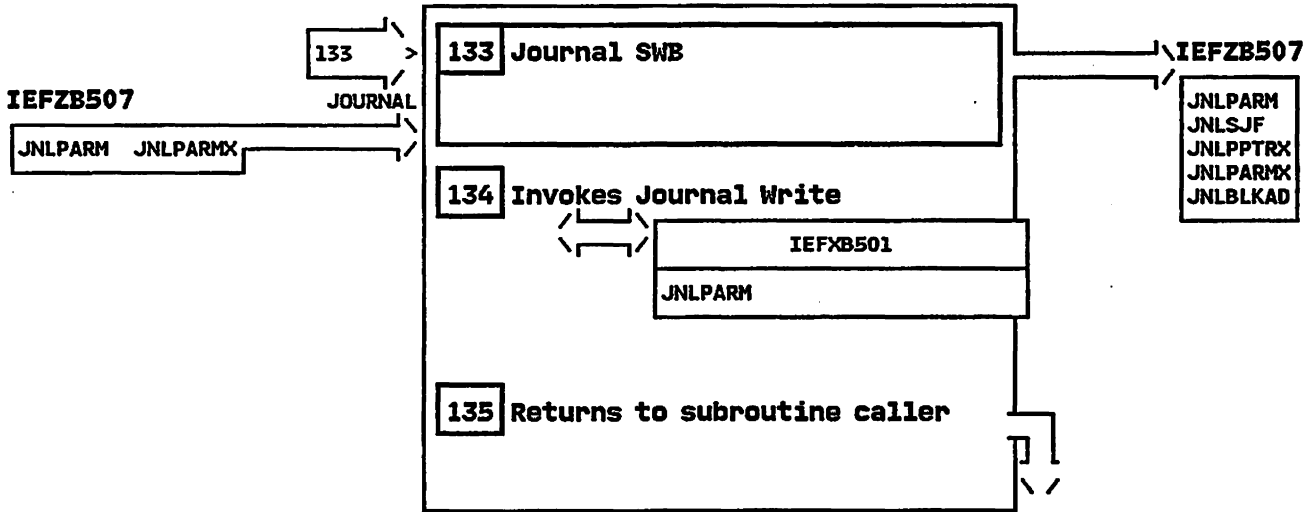 133
133 Journal SWB
IEFZB507
IEFZB507
JOURNAL
JNLPARM JNLPARMX
JNLPARM
JNLSJF
JNLPPTRX
JNLPARMX
JNLBLKAD
134 Invokes Journal Write
IEFXB501
JNLPARM
135 Returns to subroutine caller